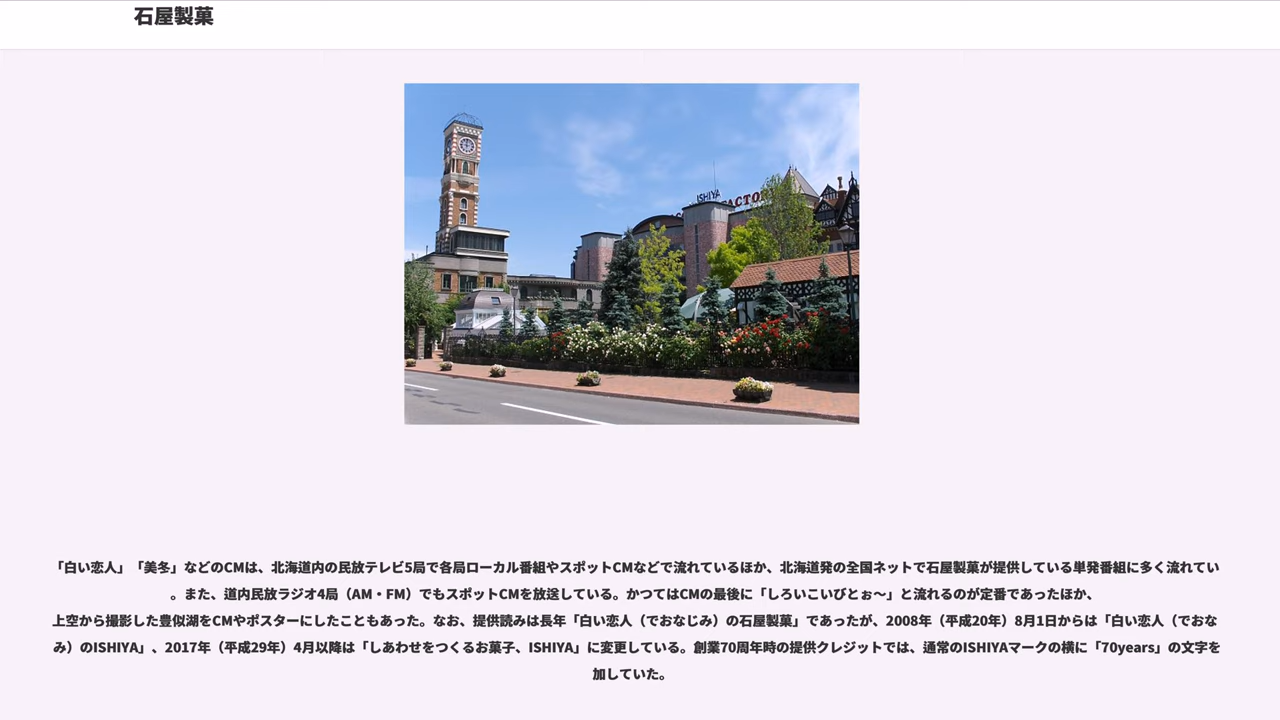 石屋製菓
ISHIYA
FACTO
「白い恋人」「美冬」などのCMは、北海道内の民放テレビ5局で各局ローカル番組やスポットCMなどで流れているほか、北海道発の全国ネットで石屋製菓が提供している単発番組に多く流れてい
。また、道内民放ラジオ4局（AM・FM）でもスポットCMを放送している。かつてはCMの最後に「しろいこいびとぉ〜」と流れるのが定番であったほか、
上空から撮影した豊似湖をCMやポスターにしたこともあった。なお、提供読みは長年「白い恋人（でおなじみ）の石屋製菓」であったが、2008年（平成20年）8月1日からは「白い恋人（でおな
み）のISHIYA」、2017年（平成29年）4月以降は「しあわせをつくるお菓子、ISHIYA」に変更している。創業70周年時の提供クレジットでは、通常のISHIYAマークの横に「70years」の文字を
加していた。